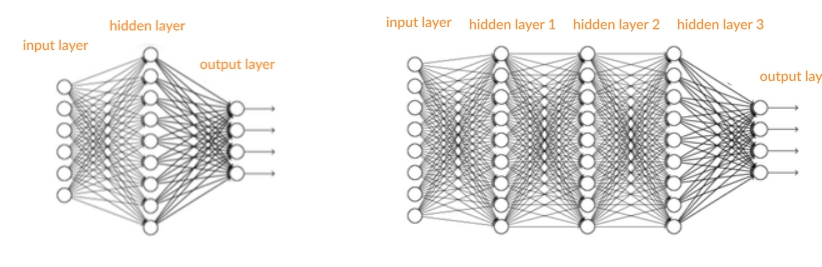 hidden layer
input layer
output layer
input layer
hidden layer 1
hidden layer 2
hidden layer 3
output lay